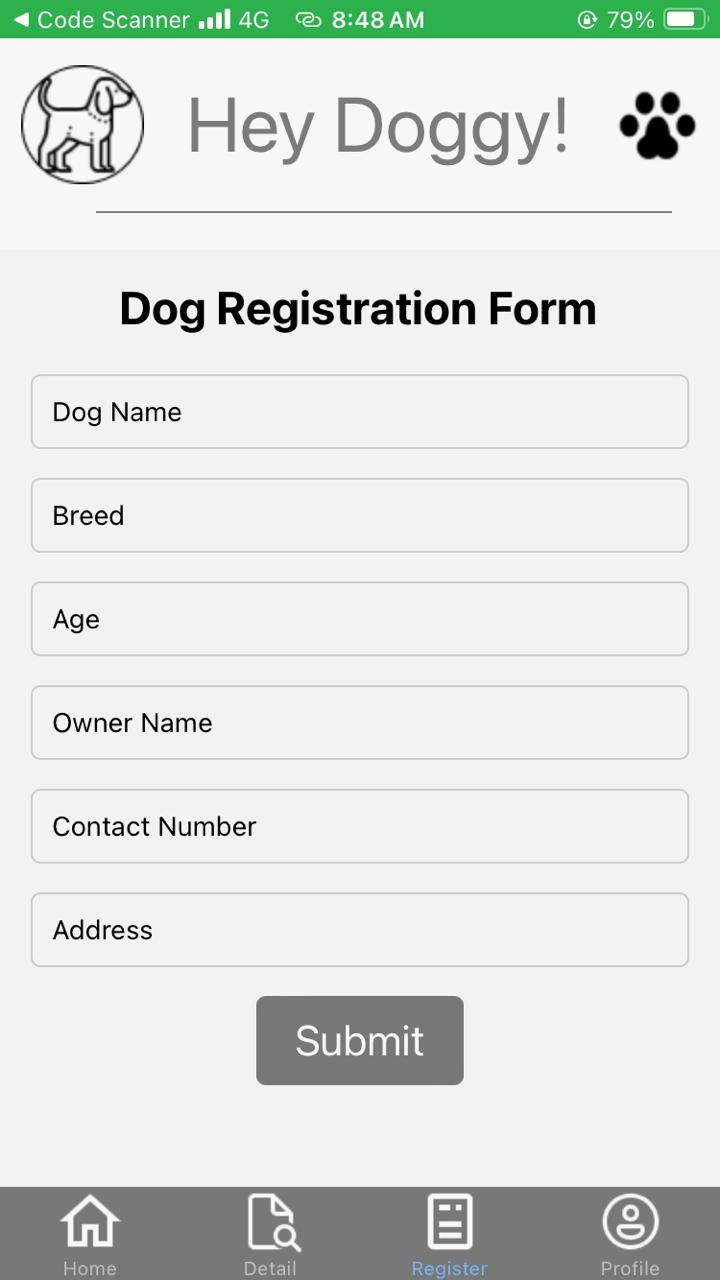 ◀ Code Scanner 4G 8:48 AM 79%
Hey Doggy!
Dog Registration Form
Dog Name
Breed
Age
Owner Name
Contact Number
Address
Submit
Home Detail Register Profile